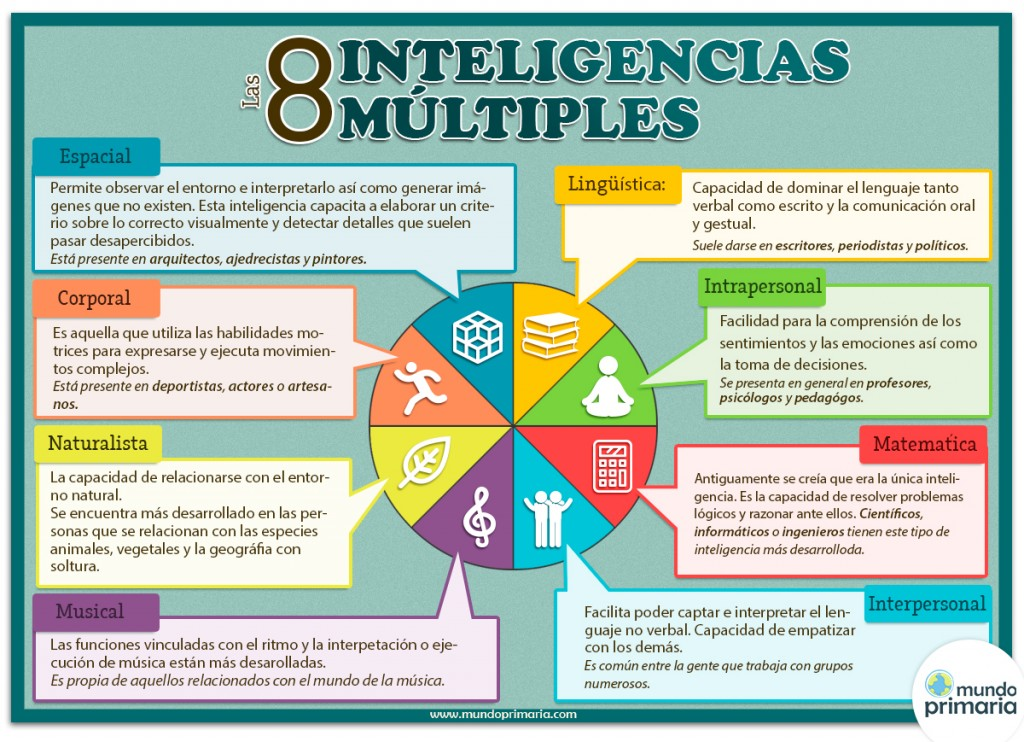 Las 8 INTELIGENCIAS
MÚLTIPLES
Espacial
Permite observar el entorno e interpretarlo así como generar imá-
genes que no existen. Esta inteligencia capacita a elaborar un crite-
rio sobre lo correcto visualmente y detectar detalles que suelen
pasar desapercibidos.
Está presente en arquitectos, ajedrecistas y pintores.
Lingüística:
Capacidad de dominar el lenguaje tanto
verbal como escrito y la comunicación oral
y gestual.
Suele darse en escritores, periodistas y políticos.
Corporal
Es aquella que utiliza las habilidades mo-
trices para expresarse y ejecuta movimien-
tos complejos.
Está presente en deportistas, actores o artesa-
nos.
Intrapersonal
Facilidad para la comprensión de los
sentimientos y las emociones así como
la toma de decisiones.
Se presenta en general en profesores,
psicólogos y pedagógos.
Naturalista
La capacidad de relacionarse con el entor-
no natural.
Se encuentra más desarrollado en las per-
sonas que se relacionan con las especies
animales, vegetales y la geográfia con
soltura.
Matematica
Antiguamente se creía que era la única inteli-
gencia. Es la capacidad de resolver problemas
lógicos y razonar ante ellos. Científicos,
informáticos o ingenieros tienen este tipo de
inteligencia más desarrolloda.
Musical
Las funciones vinculadas con el ritmo y la interpetación o eje-
cución de música están más desarolladas.
Es propia de aquellos relacionados con el mundo de la música.
Interpersonal
Facilita poder captar e interpretar el len-
guaje no verbal. Capacidad de empatizar
con los demás.
Es común entre la gente que trabaja con grupos
numerosos.
www.mundoprimaria.com
mundo
primaria